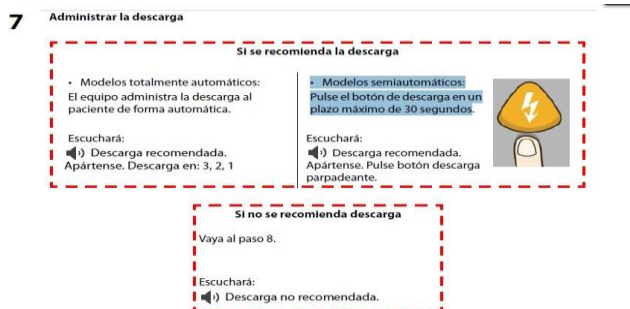 7
Administrar la descarga
Si se recomienda la descarga
• Modelos totalmente automáticos:
El equipo administra la descarga al
paciente de forma automática.
Escuchará:
Descarga recomendada.
Apártense. Descarga en: 3, 2, 1
• Modelos semiautomáticos:
Pulse el botón de descarga en un
plazo máximo de 30 segundos.
Escuchará:
Descarga recomendada.
Apártense. Pulse botón descarga
parpadeante.
Si no se recomienda descarga
Vaya al paso 8.
Escuchará:
Descarga no recomendada.